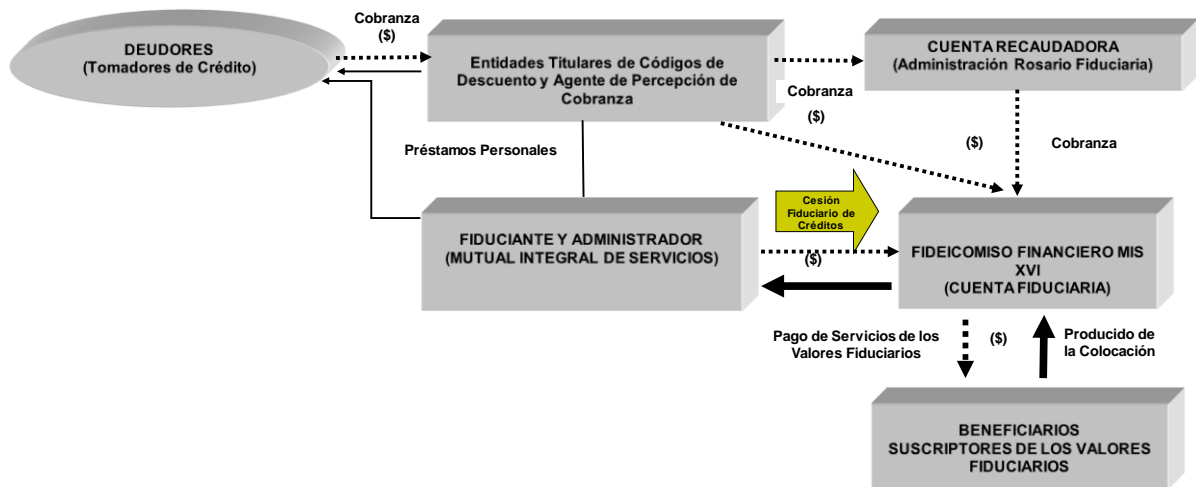 Cobranza
($)
DEUDORES
(Tomadores de Crédito)
Entidades Titulares de Códigos de
Descuento y Agente de Percepción de
Cobranza
CUENTA RECAUDADORA
(Administración Rosario Fiduciaria)
Cobranza
($)
($)
Cobranza
Préstamos Personales
Cesión
Fiduciario de
Créditos
FIDUCIANTE Y ADMINISTRADOR
(MUTUAL INTEGRAL DE SERVICIOS)
($)
FIDEICOMISO FINANCIERO MIS
XVI
(CUENTA FIDUCIARIA)
Pago de Servicios de los
Valores Fiduciarios
($)
Producido de
la Colocación
BENEFICIARIOS
SUSCRIPTORES DE LOS VALORES
FIDUCIARIOS